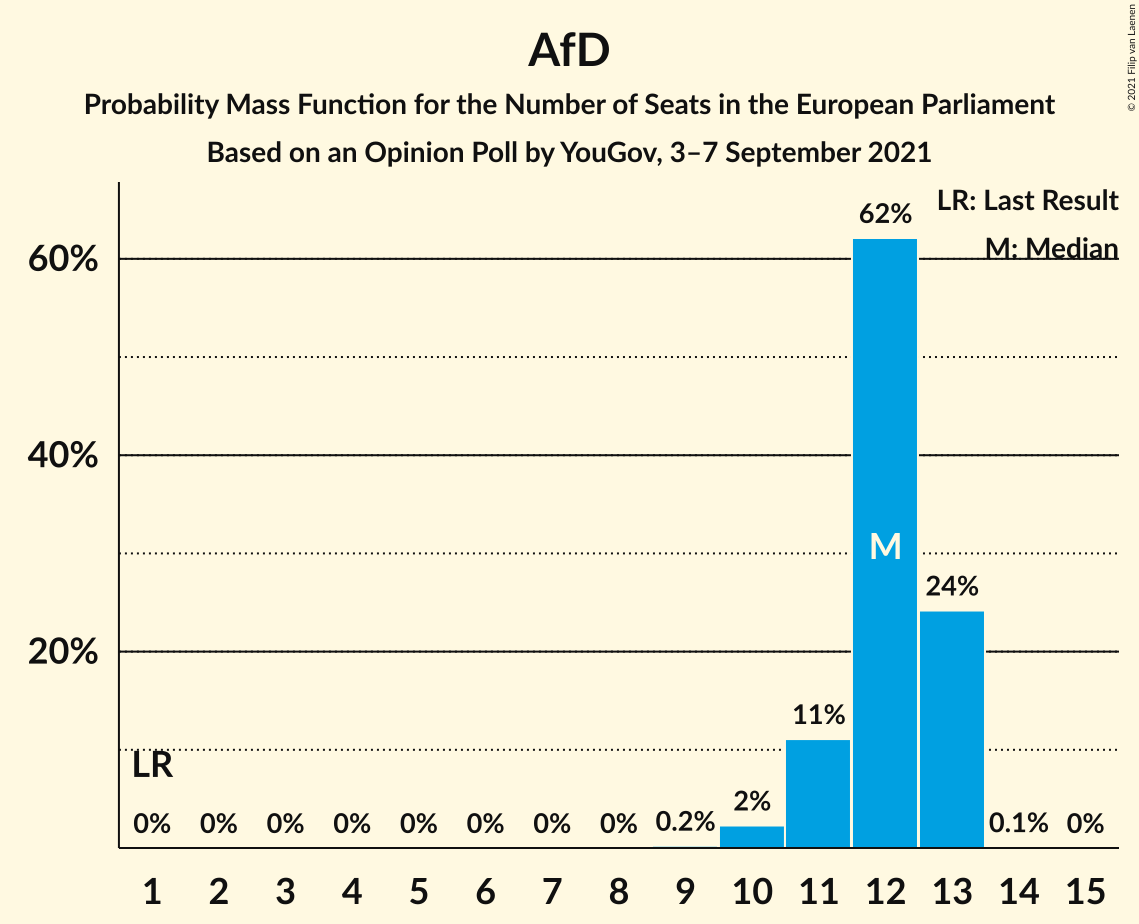 AfD
Probability Mass Function for the Number of Seats in the European Parliament
Based on an Opinion Poll by YouGov, 3–7 September 2021
© 2021 Filip van Laenen
LR: Last Result
M: Median
62%
60%
40%
M
24%
20%
11%
LR
0% 0% 0% 0% 0% 0% 0% 0% 0.2% 2% 0.1% 0%
1 2 3 4 5 6 7 8 9 10 11 12 13 14 15